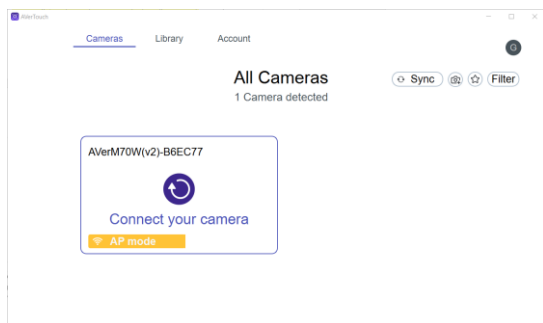 AVerTouch
Cameras Library Account
G
All Cameras
Sync Filter
1 Camera detected
AVerM70W(v2)-B6EC77
Connect your camera
AP mode